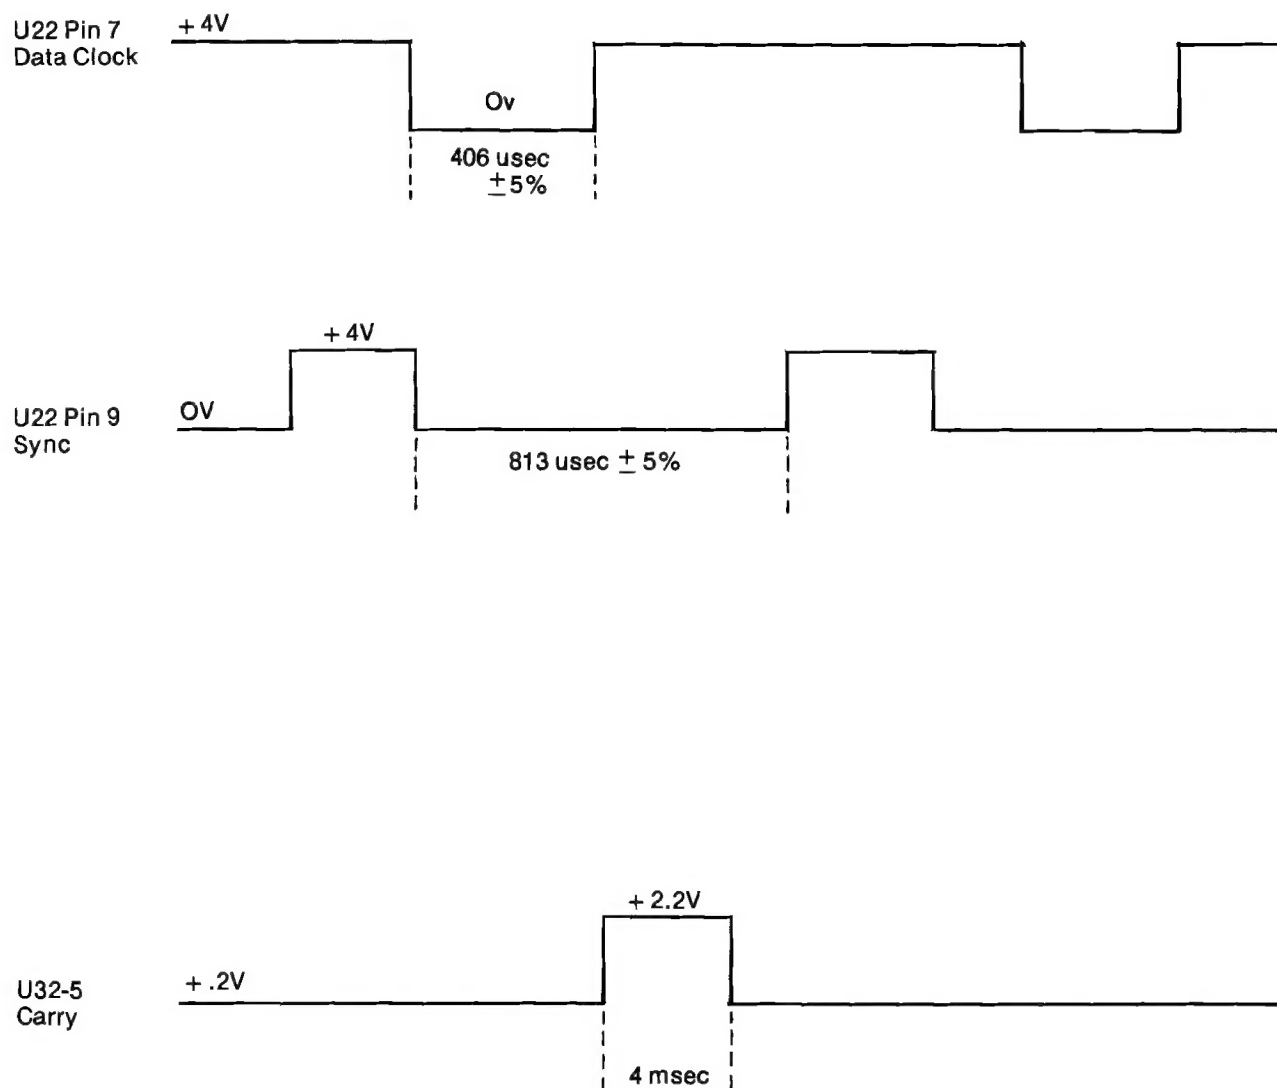 U22 Pin 7
Data Clock
+ 4V
Ov
406 usec
± 5%
+ 4V
U22 Pin 9
Sync
OV
813 usec ± 5%
+ 2.2V
U32-5
Carry
+ .2V
4 msec